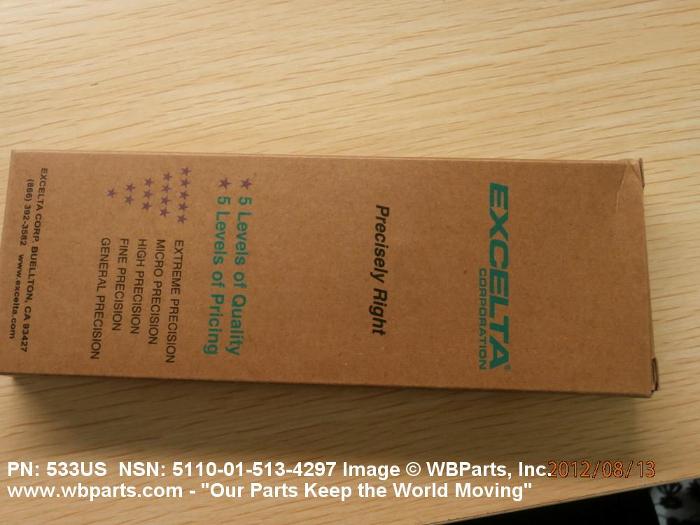 EXCELTA®
CORPORATION
Precisely Right
★ 5 Levels of Quality
★ 5 Levels of Pricing
★★★★★ EXTREME PRECISION
★★★★ MICRO PRECISION
★★★ HIGH PRECISION
★★ FINE PRECISION
★ GENERAL PRECISION
EXCELTA CORP. BUELLTON, CA 93427
(866) 392-3582 www.excelta.com
PN: 533US NSN: 5110-01-513-4297 Image © WBParts, Inc.
2012/08/13
www.wbparts.com - "Our Parts Keep the World Moving"